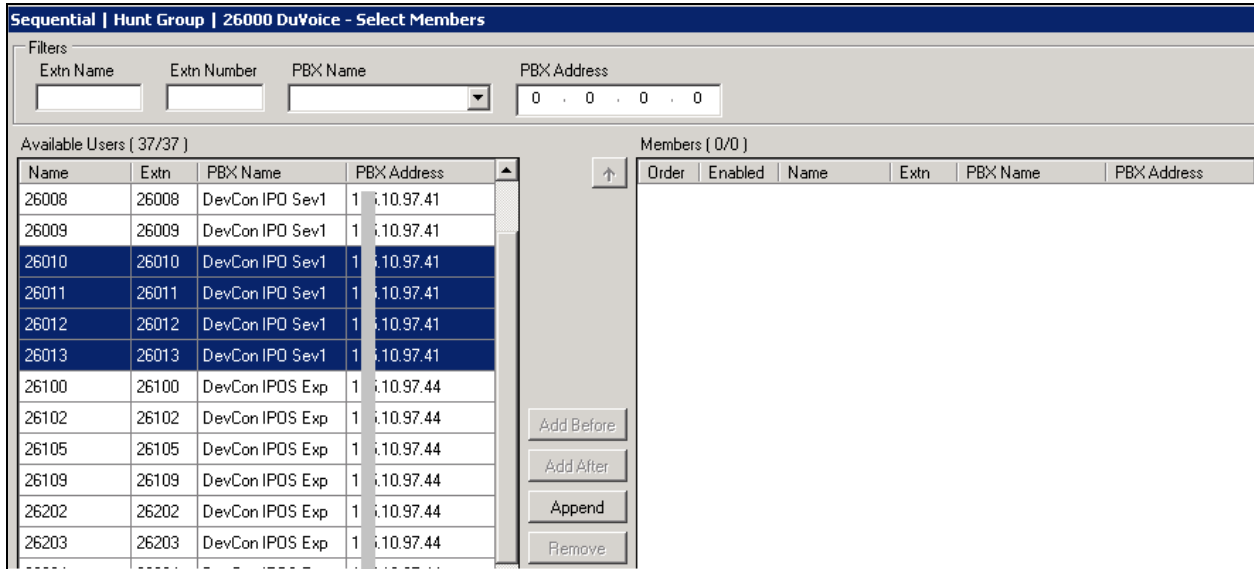 Sequential | Hunt Group | 26000 DuVoice - Select Members
Filters
Extn Name Extn Number PBX Name PBX Address
0 . 0 . 0 . 0
Available Users ( 37/37 ) Members ( 0/0 )
Name Extn PBX Name PBX Address Order Enabled Name Extn PBX Name PBX Address
26008 26008 DevCon IPO Sev1 .10.97.41
26009 26009 DevCon IPO Sev1 .10.97.41
26010 26010 DevCon IPO Sev1 .10.97.41
26011 26011 DevCon IPO Sev1 .10.97.41
26012 26012 DevCon IPO Sev1 .10.97.41
26013 26013 DevCon IPO Sev1 .10.97.41
26100 26100 DevCon IPOS Exp .10.97.44
26102 26102 DevCon IPOS Exp .10.97.44
Add Before
26105 26105 DevCon IPOS Exp .10.97.44
Add After
26109 26109 DevCon IPOS Exp .10.97.44
26202 26202 DevCon IPOS Exp .10.97.44
Append
26203 26203 DevCon IPOS Exp .10.97.44
Remove